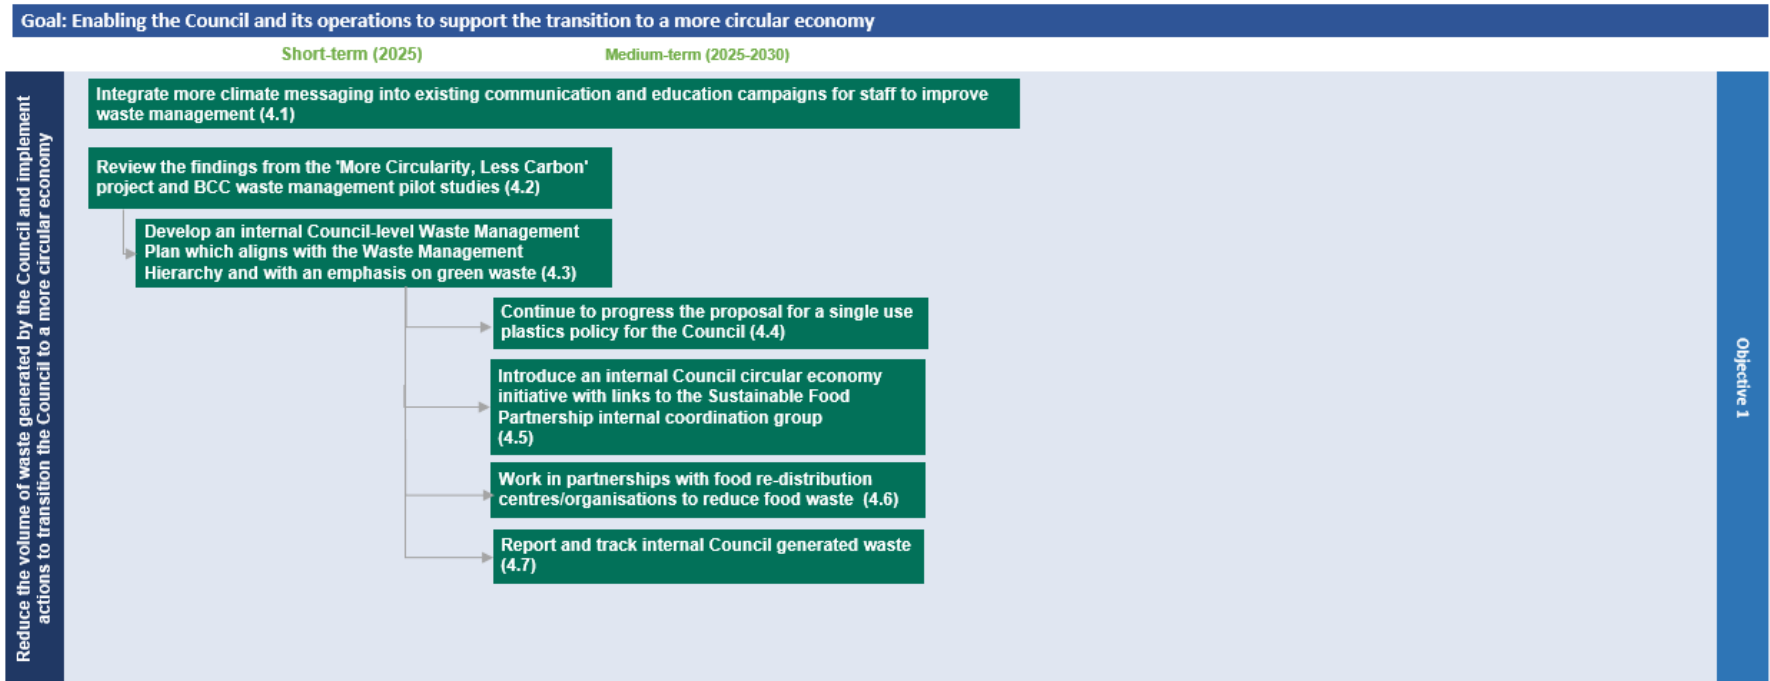 Goal: Enabling the Council and its operations to support the transition to a more circular economy
Short-term (2025)
Medium-term (2025-2030)
Reduce the volume of waste generated by the Council and implement
actions to transition the Council to a more circular economy
Integrate more climate messaging into existing communication and education campaigns for staff to improve
waste management (4.1)
Review the findings from the 'More Circularity, Less Carbon'
project and BCC waste management pilot studies (4.2)
Develop an internal Council-level Waste Management
Plan which aligns with the Waste Management
Hierarchy and with an emphasis on green waste (4.3)
Continue to progress the proposal for a single use
plastics policy for the Council (4.4)
Introduce an internal Council circular economy
initiative with links to the Sustainable Food
Partnership internal coordination group
(4.5)
Work in partnerships with food re-distribution
centres/organisations to reduce food waste  (4.6)
Report and track internal Council generated waste
(4.7)
Objective 1